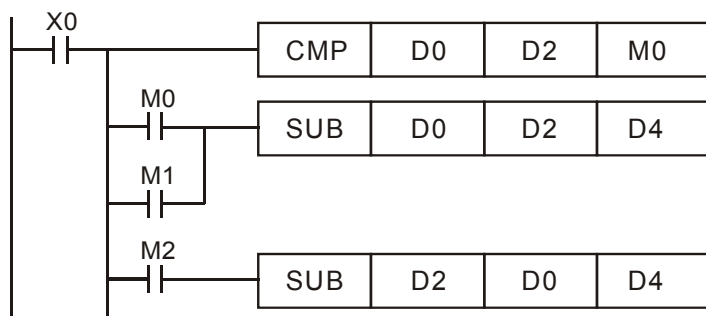 X0
CMP D0 D2 M0
M0
SUB D0 D2 D4
M1
M2
SUB D2 D0 D4